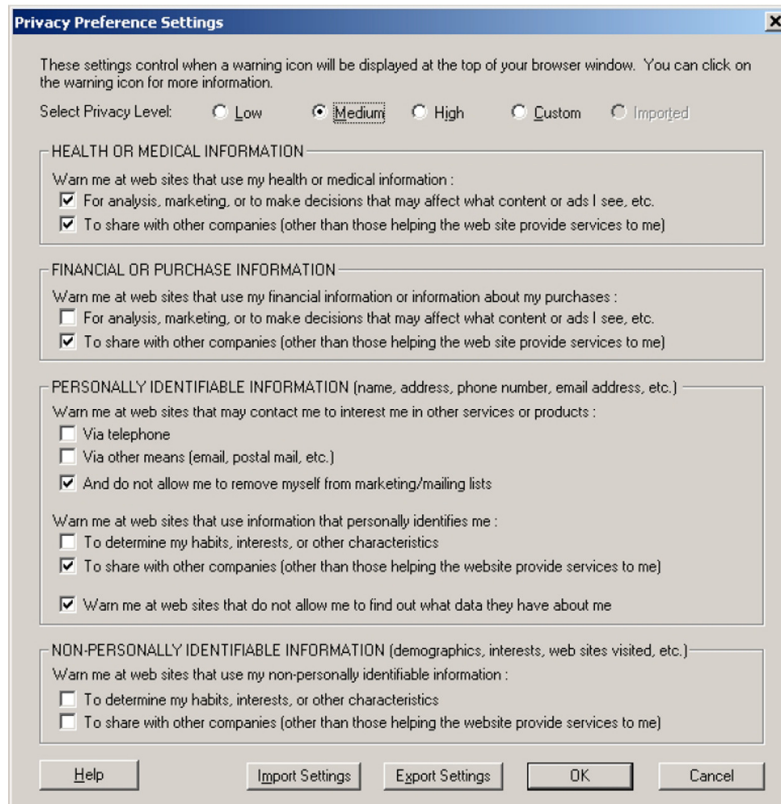 Privacy Preference Settings
These settings control when a warning icon will be displayed at the top of your browser window. You can click on
the warning icon for more information.
Select Privacy Level: Low Medium High Custom Imported
HEALTH OR MEDICAL INFORMATION
Warn me at web sites that use my health or medical information :
For analysis, marketing, or to make decisions that may affect what content or ads I see, etc.
To share with other companies (other than those helping the web site provide services to me)
FINANCIAL OR PURCHASE INFORMATION
Warn me at web sites that use my financial information or information about my purchases :
For analysis, marketing, or to make decisions that may affect what content or ads I see, etc.
To share with other companies (other than those helping the web site provide services to me)
PERSONALLY IDENTIFIABLE INFORMATION (name, address, phone number, email address, etc.)
Warn me at web sites that may contact me to interest me in other services or products :
Via telephone
Via other means (email, postal mail, etc.)
And do not allow me to remove myself from marketing/mailing lists
Warn me at web sites that use information that personally identifies me :
To determine my habits, interests, or other characteristics
To share with other companies (other than those helping the website provide services to me)
Warn me at web sites that do not allow me to find out what data they have about me
NON-PERSONALLY IDENTIFIABLE INFORMATION (demographics, interests, web sites visited, etc.)
Warn me at web sites that use my non-personally identifiable information :
To determine my habits, interests, or other characteristics
To share with other companies (other than those helping the website provide services to me)
Help Import Settings Export Settings OK Cancel